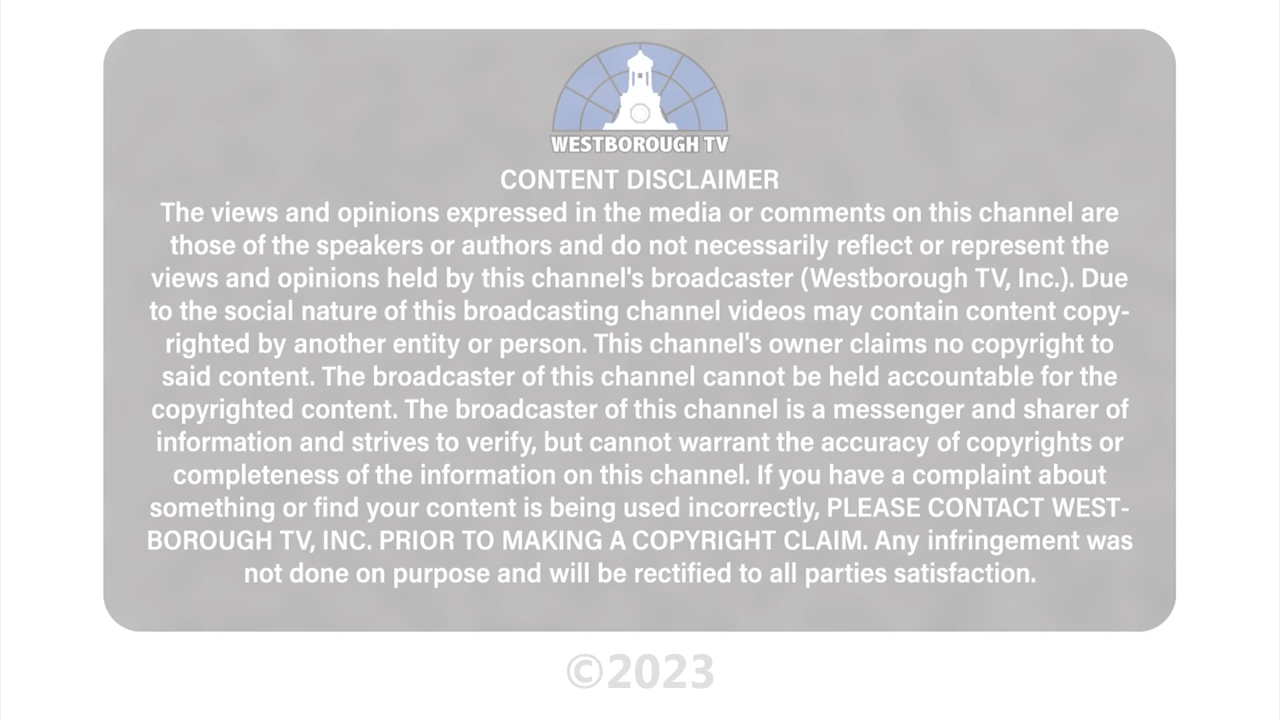 WESTBOROUGH TV
CONTENT DISCLAIMER
The views and opinions expressed in the media or comments on this channel are
those of the speakers or authors and do not necessarily reflect or represent the
views and opinions held by this channel's broadcaster (Westborough TV, Inc.). Due
to the social nature of this broadcasting channel videos may contain content copy-
righted by another entity or person. This channel's owner claims no copyright to
said content. The broadcaster of this channel cannot be held accountable for the
copyrighted content. The broadcaster of this channel is a messenger and sharer of
information and strives to verify, but cannot warrant the accuracy of copyrights or
completeness of the information on this channel. If you have a complaint about
something or find your content is being used incorrectly, PLEASE CONTACT WEST-
BOROUGH TV, INC. PRIOR TO MAKING A COPYRIGHT CLAIM. Any infringement was
not done on purpose and will be rectified to all parties satisfaction.
©2023